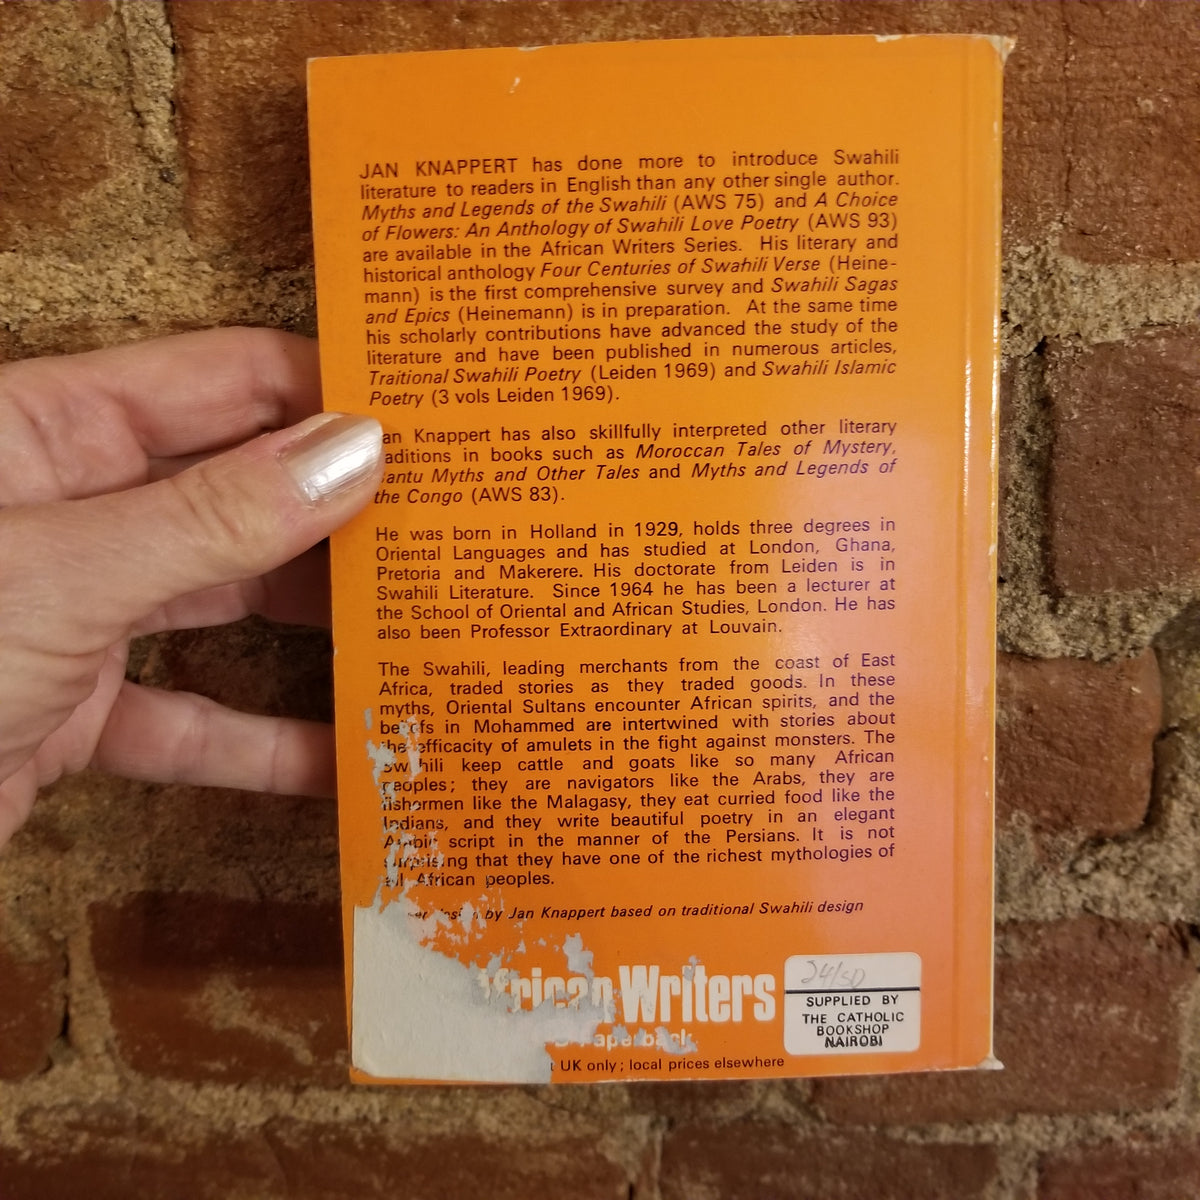 JAN KNAPPERT has done more to introduce Swahili
literature to readers in English than any other single author.
Myths and Legends of the Swahili (AWS 75) and A Choice
of Flowers: An Anthology of Swahili Love Poetry (AWS 93)
are available in the African Writers Series. His literary and
historical anthology Four Centuries of Swahili Verse (Heine-
mann) is the first comprehensive survey and Swahili Sagas
and Epics (Heinemann) is in preparation. At the same time
his scholarly contributions have advanced the study of the
literature and have been published in numerous articles,
Traitional Swahili Poetry (Leiden 1969) and Swahili Islamic
Poetry (3 vols Leiden 1969).
Jan Knappert has also skillfully interpreted other literary
traditions in books such as Moroccan Tales of Mystery,
Bantu Myths and Other Tales and Myths and Legends of
the Congo (AWS 83).
He was born in Holland in 1929, holds three degrees in
Oriental Languages and has studied at London, Ghana,
Pretoria and Makerere. His doctorate from Leiden is in
Swahili Literature. Since 1964 he has been a lecturer at
the School of Oriental and African Studies, London. He has
also been Professor Extraordinary at Louvain.
The Swahili, leading merchants from the coast of East
Africa, traded stories as they traded goods. In these
myths, Oriental Sultans encounter African spirits, and the
beliefs in Mohammed are intertwined with stories about
the efficacy of amulets in the fight against monsters. The
Swahili keep cattle and goats like so many African
peoples; they are navigators like the Arabs, they are
fishermen like the Malagasy, they eat curried food like the
Indians, and they write beautiful poetry in an elegant
Arabic script in the manner of the Persians. It is not
surprising that they have one of the richest mythologies of
all African peoples.
design by Jan Knappert based on traditional Swahili design
African Writers
Paperback
UK only; local prices elsewhere
24/50
SUPPLIED BY
THE CATHOLIC
BOOKSHOP
NAIROBI